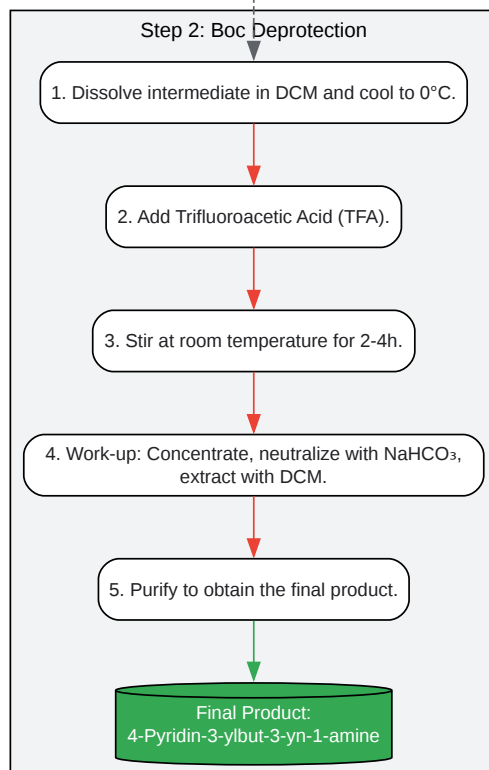 Step 2: Boc Deprotection
1. Dissolve intermediate in DCM and cool to 0°C.
2. Add Trifluoroacetic Acid (TFA).
3. Stir at room temperature for 2-4h.
4. Work-up: Concentrate, neutralize with NaHCO₃,
extract with DCM.
5. Purify to obtain the final product.
Final Product:
4-Pyridin-3-ylbut-3-yn-1-amine